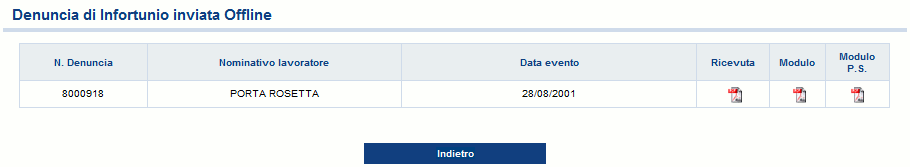 Denuncia di Infortunio inviata Offline
N. Denuncia Nominativo lavoratore Data evento Ricevuta Modulo Modulo P.S.
8000918 PORTA ROSETTA 28/08/2001
Indietro